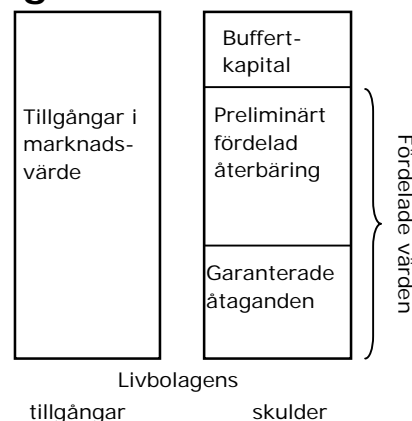 Tillgångar i
marknads-
värde
Buffert-
kapital
Preliminärt
fördelad
återbäring
Garanterade
åtaganden
Fördelade värden
Livbolagens
tillgångar skulder